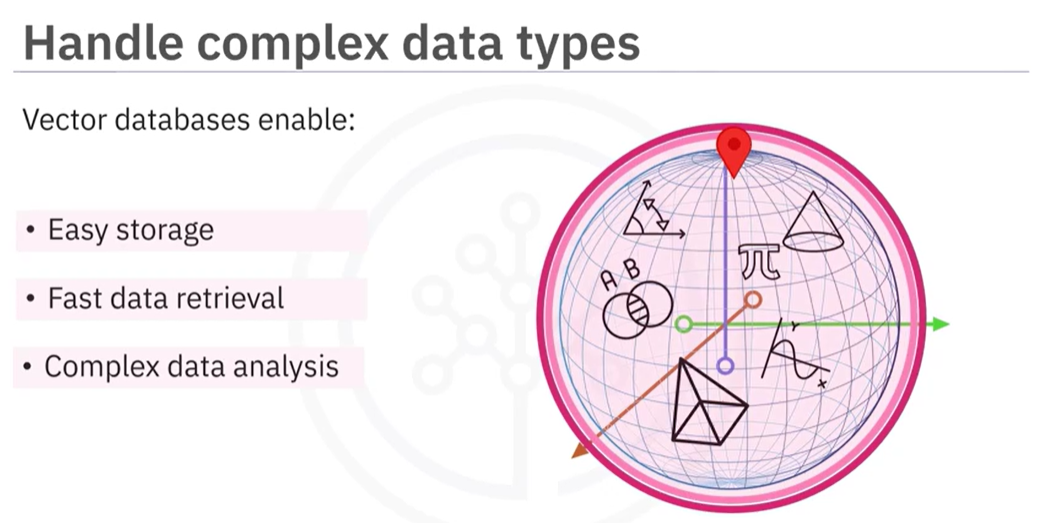 Handle complex data types
Vector databases enable:
• Easy storage
• Fast data retrieval
• Complex data analysis
A B
π
Y
x